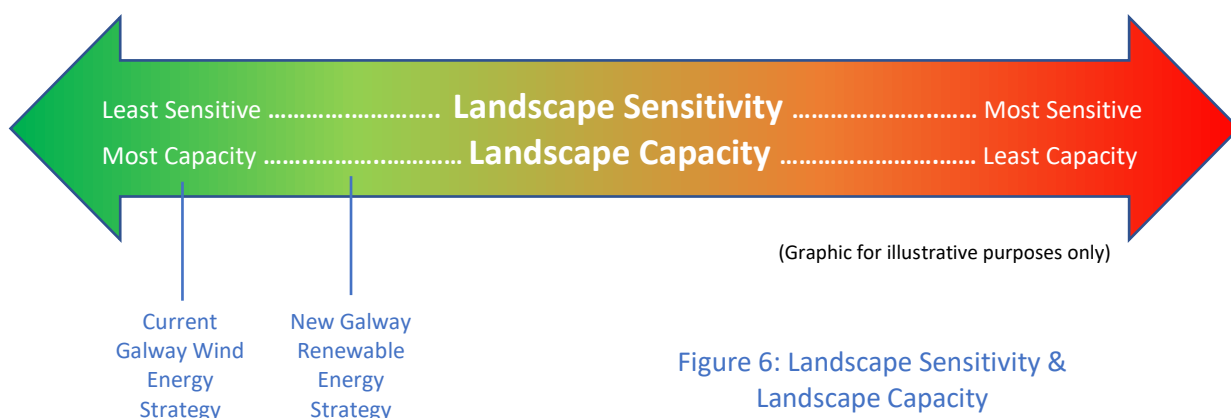 Least Sensitive ……………….………….. Landscape Sensitivity …………………..…… Most Sensitive
Most Capacity ……..………..………… Landscape Capacity ………………….…… Least Capacity
(Graphic for illustrative purposes only)
Current
Galway Wind
Energy
Strategy
New Galway
Renewable
Energy
Strategy
Figure 6: Landscape Sensitivity &
Landscape Capacity